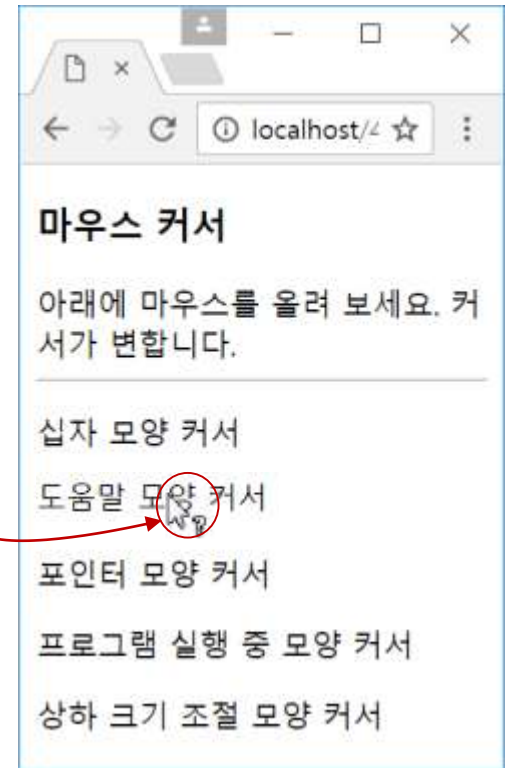 localhost/4
마우스 커서
아래에 마우스를 올려 보세요. 커
서가 변합니다.
십자 모양 커서
도움말 모양 커서
포인터 모양 커서
프로그램 실행 중 모양 커서
상하 크기 조절 모양 커서